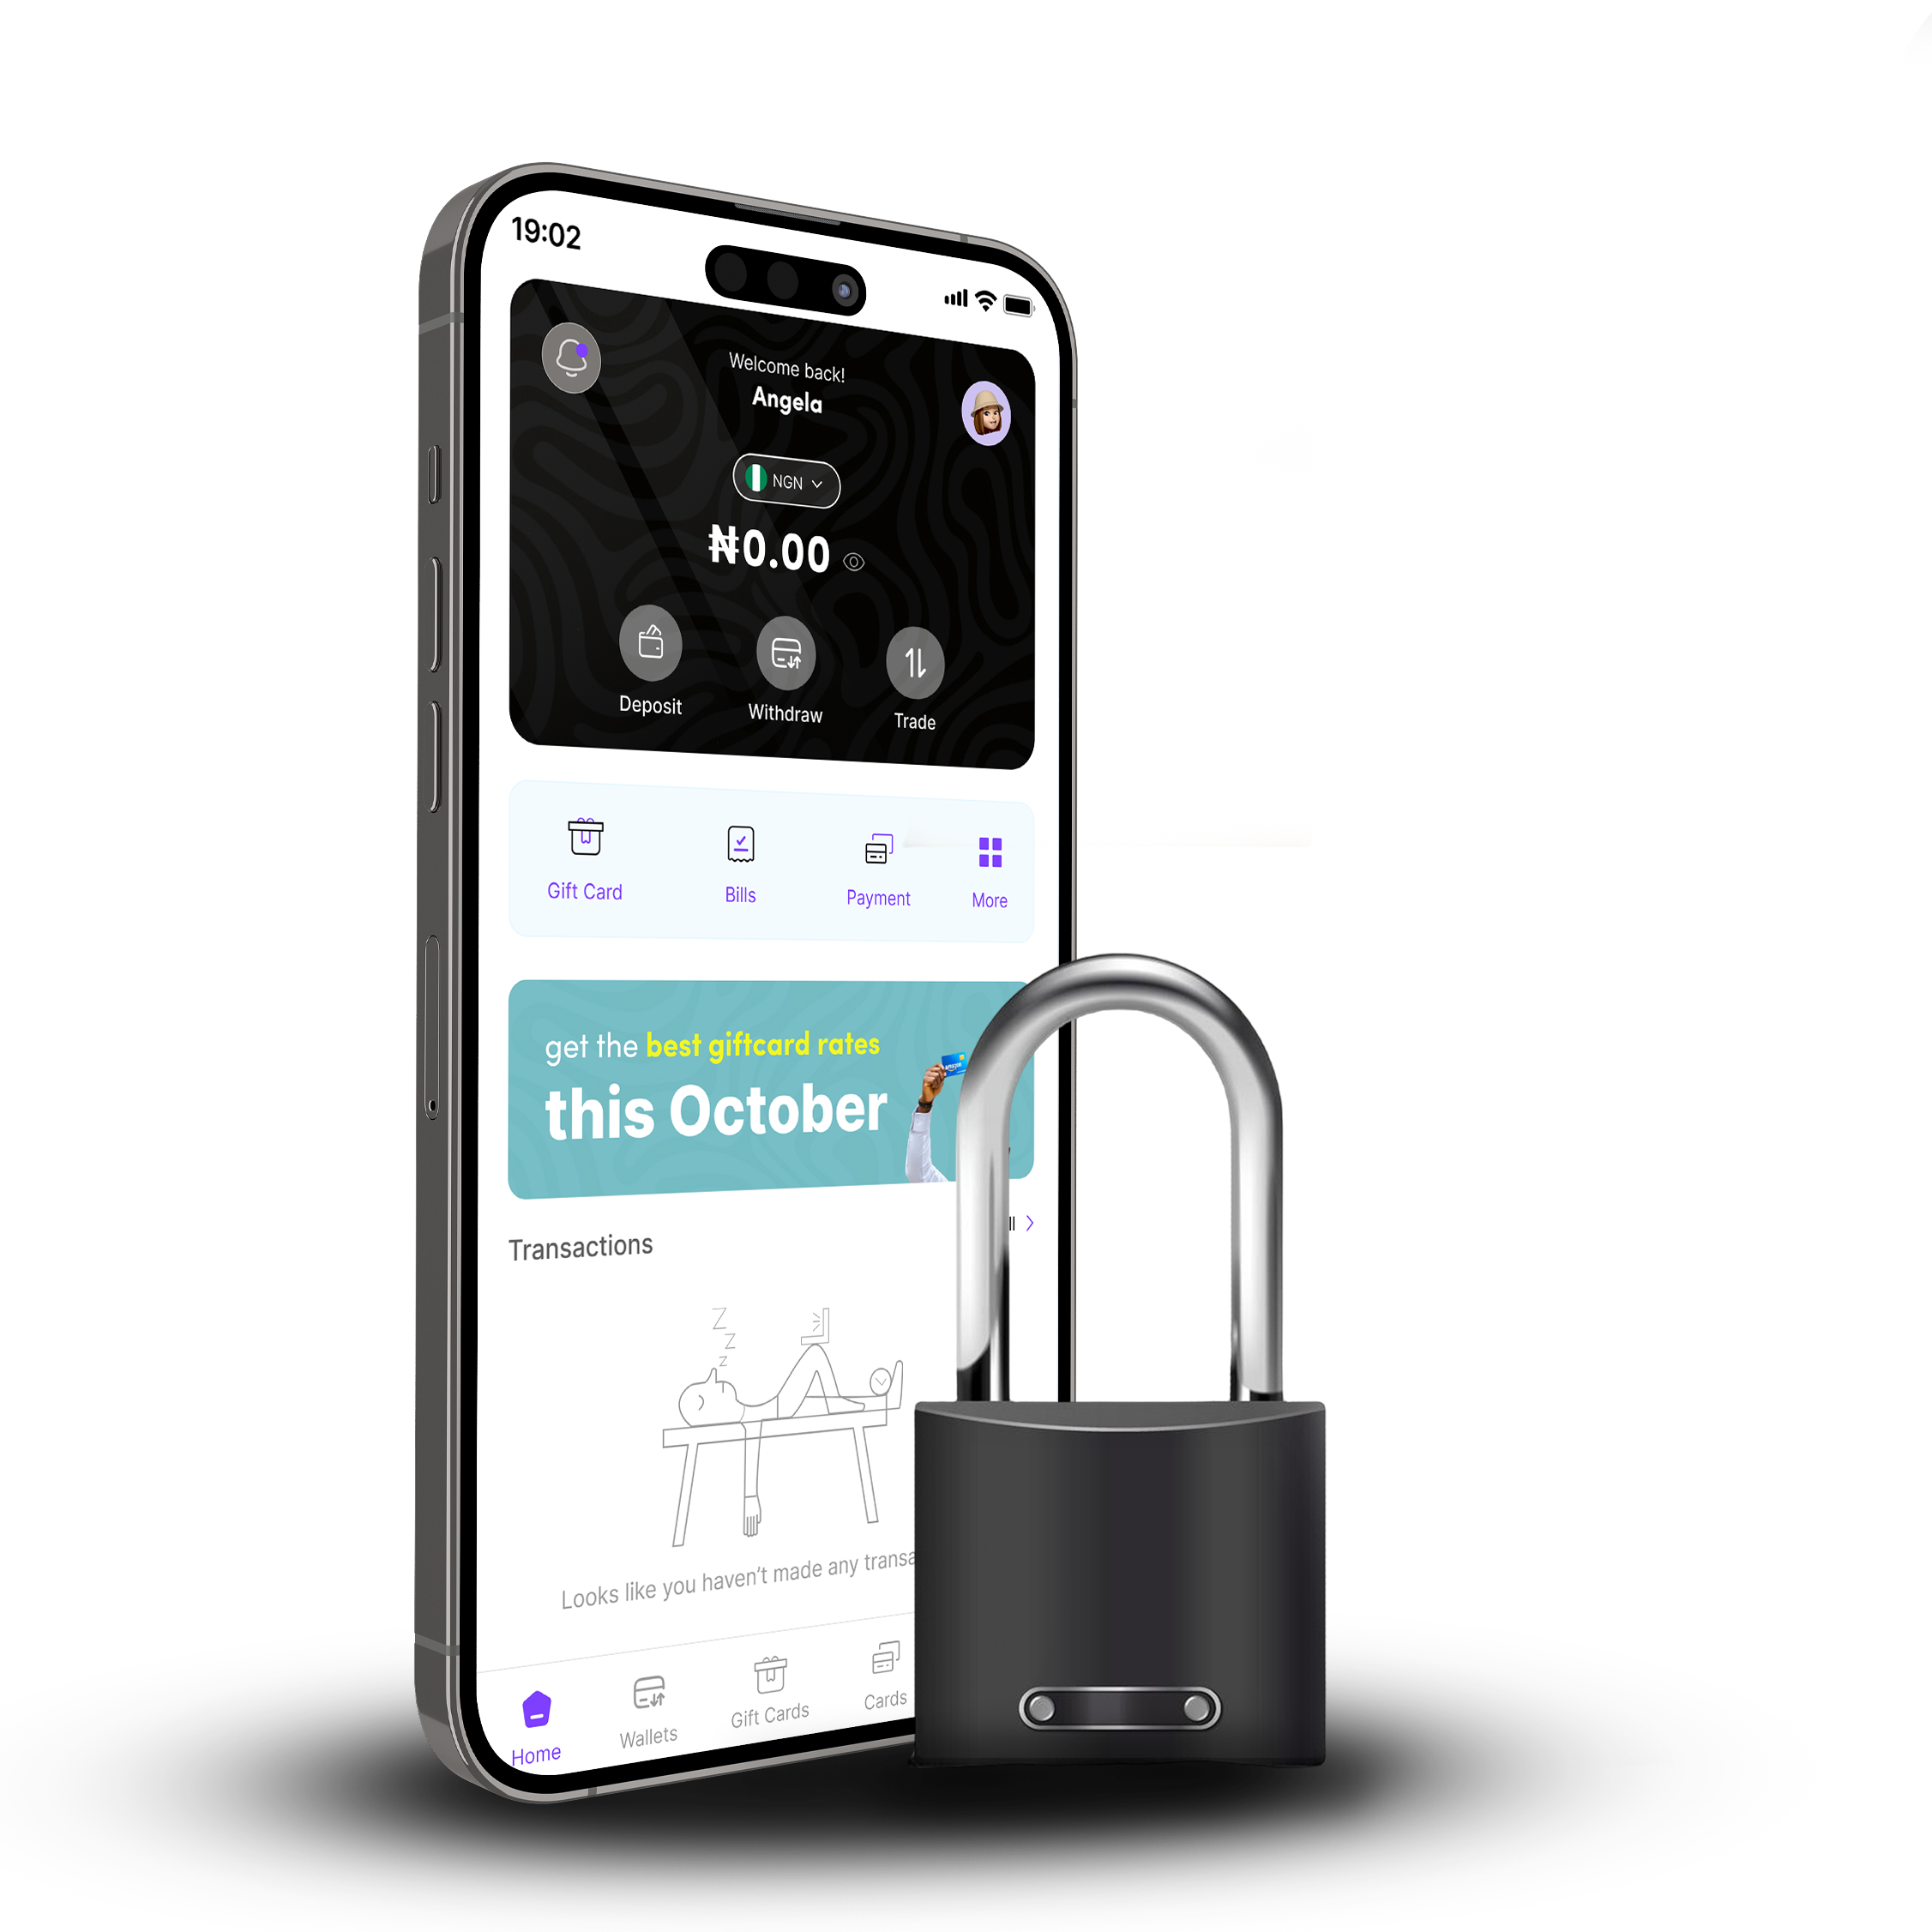 19:02
Welcome back!
Angela
NGN
₦0.00
Deposit
Withdraw
Trade
Gift Card
Bills
Payment
More
get the best giftcard rates
this October
amazon
Transactions
Z
Z
Z
Looks like you haven't made any
Home
Wallets
Gift Cards
Cards